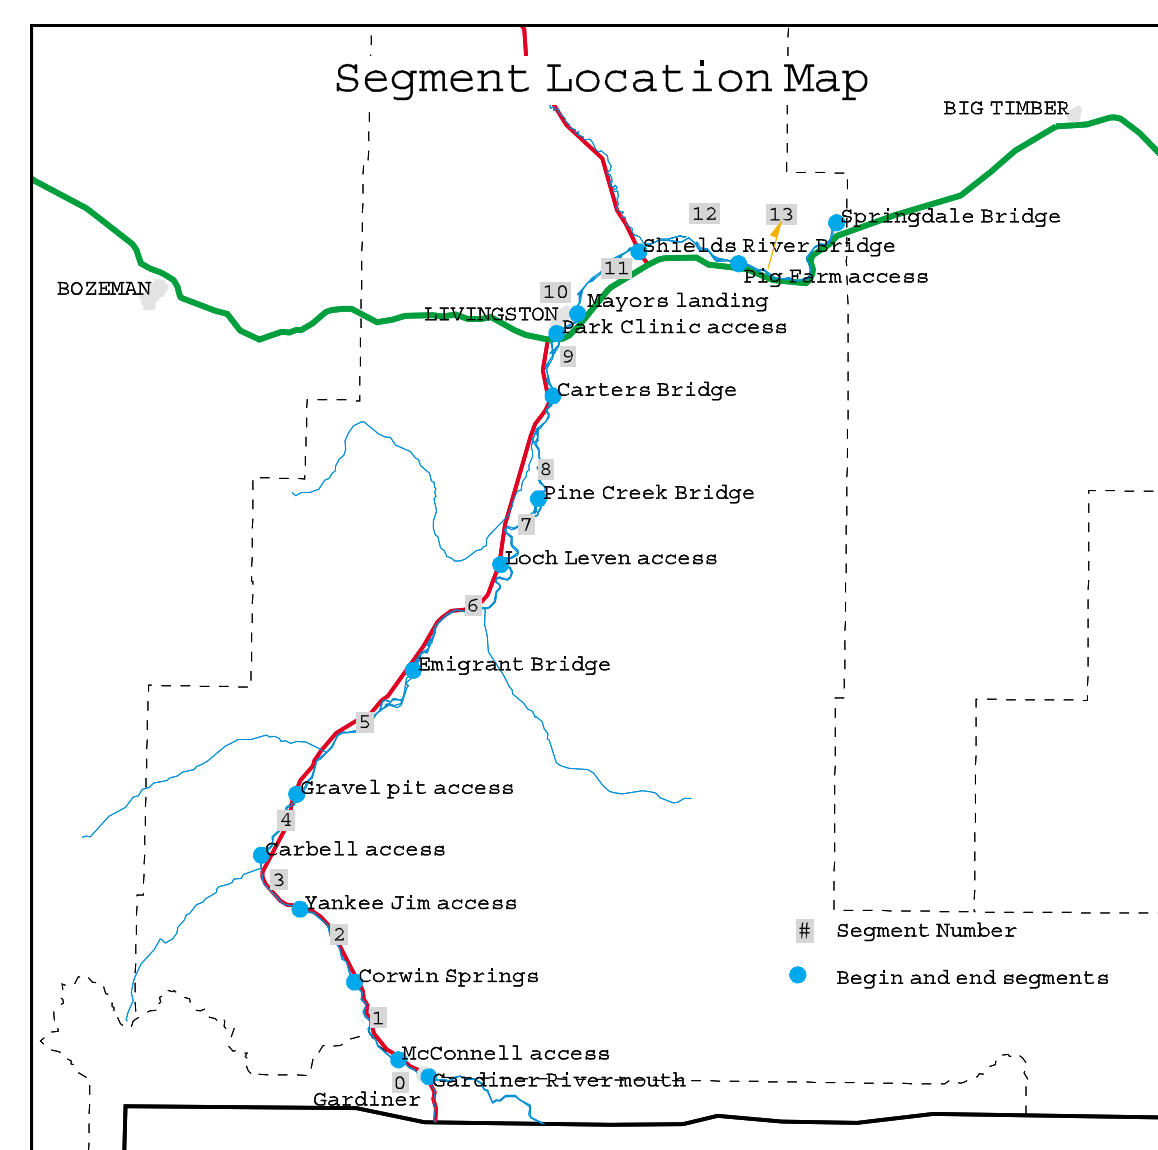 Segment Location Map
BIG TIMBER
12
13
Springdale Bridge
Shields River Bridge
11
Pig Farm access
BOZEMAN
10
Mayors landing
LIVINGSTON
Park Clinic access
9
Carters Bridge
8
Pine Creek Bridge
7
Loch Leven access
6
Emigrant Bridge
5
Gravel pit access
4
Carbell access
3
Yankee Jim access
2
# Segment Number
Corwin Springs
Begin and end segments
1
McConnell access
0
Gardiner River mouth
Gardiner